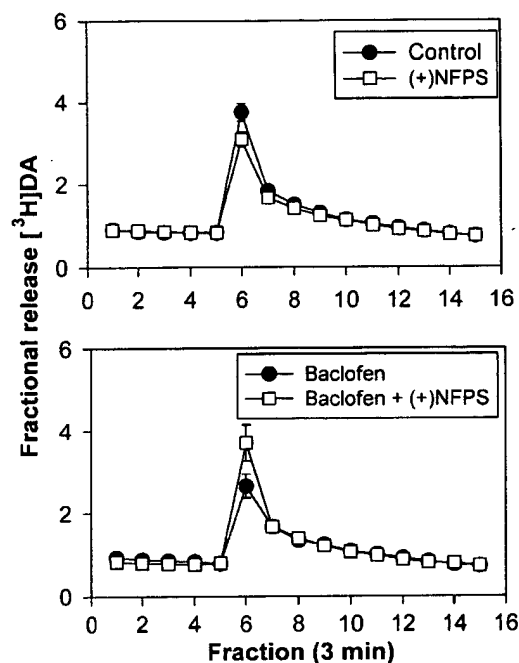 6
4
2
0
0 2 4 6 8 10 12 14 16
Control
(+)NFPS
Fractional release [³H]DA
6
4
2
0
0 2 4 6 8 10 12 14 16
Baclofen
Baclofen + (+)NFPS
Fraction (3 min)